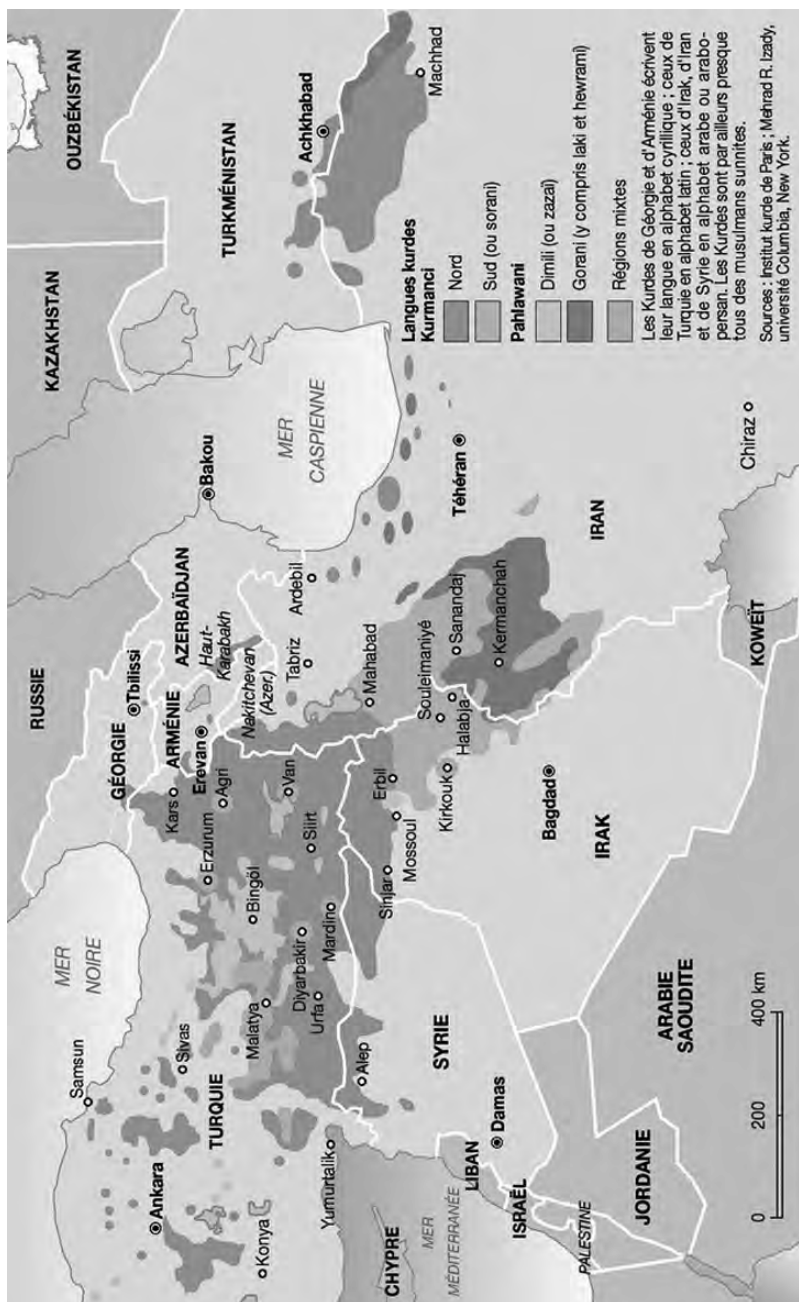 OUZBÉKISTAN
KAZAKHSTAN
TURKMÉNISTAN
Achkhabad
Machhad
RUSSIE
MER
CASPIENNE
Bakou
GÉORGIE
Tbilissi
AZERBAÏDJAN
Haut-
Karabakh
ARMÉNIE
Erevan
Nakitchevan
(Azer.)
Ardebil
Tabriz
Téhéran
MER
NOIRE
Samsun
Kars
Agri
Erzurum
Van
Bingöl
Siirt
Mahabad
Sivas
Malatya
Diyarbakir
Mardin
Urfa
Erbil
Souleimaniyé
Sanandaj
Kermanchah
Halabja
Kirkouk
Mossoul
Sinjar
Ankara
TURQUIE
Konya
Yumurtalik
Alep
IRAN
Bagdad
IRAK
Chiraz
SYRIE
CHYPRE
MER
MÉDITERRANÉE
LIBAN
Damas
ISRAËL
PALESTINE
JORDANIE
ARABIE
SAOUDITE
KOWEÏT
0
200
400 km
Langues kurdes
Kurmanci
Nord
Sud (ou sorani)
Pahlawani
Dimili (ou zazaï)
Gorani (y compris laki et hewrami)
Régions mixtes
Les Kurdes de Géorgie et d'Arménie écrivent
leur langue en alphabet cyrillique ; ceux de
Turquie en alphabet latin ; ceux d'Irak, d'Iran
et de Syrie en alphabet arabe ou arabo-
persan. Les Kurdes sont par ailleurs presque
tous des musulmans sunnites.
Sources : Institut kurde de Paris ; Mehrad R. Izady,
université Columbia, New York.